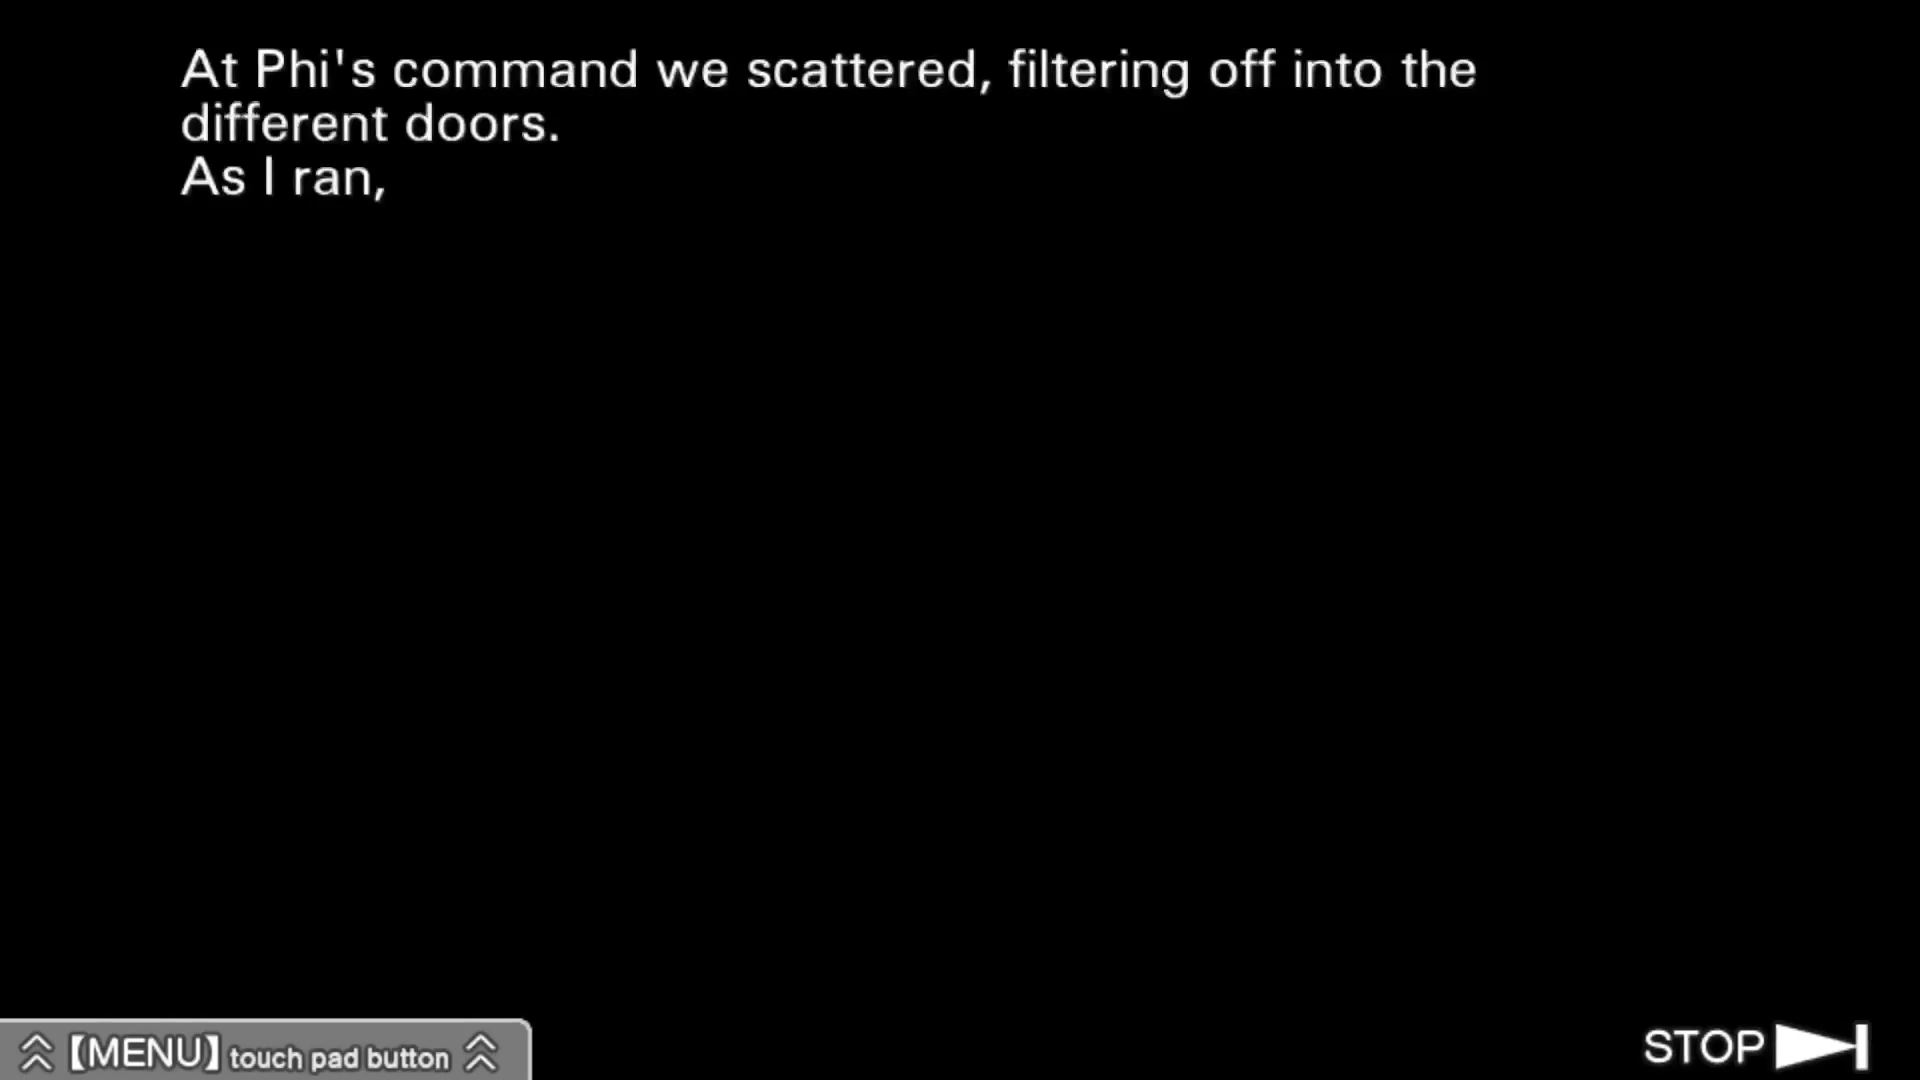 At Phi's command we scattered, filtering off into the
different doors.
As I ran,
【MENU】 touch pad button
STOP